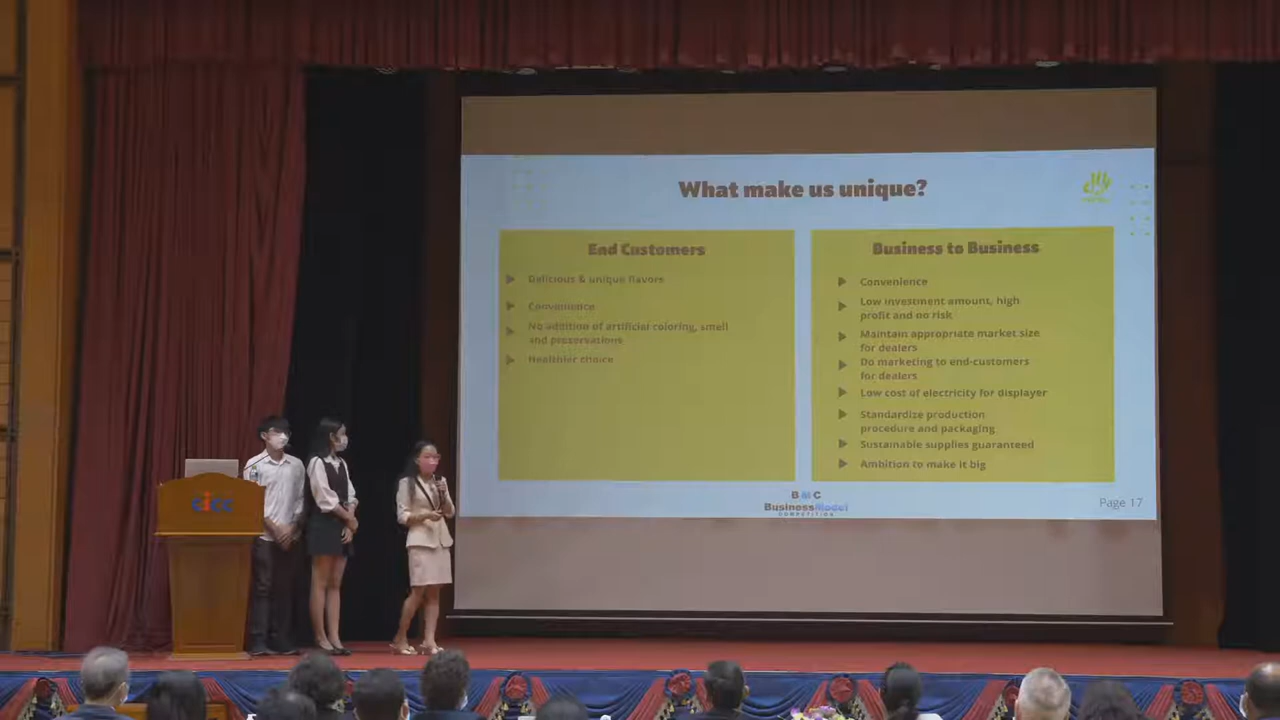 What make us unique?
End Customers
Delicious & unique flavors
Convenience
No addition of artificial coloring, smell
and preservations
Healthier choice
Business to Business
Convenience
Low investment amount, high
profit and no risk
Maintain appropriate market size
for dealers
Do marketing to end-customers
for dealers
Low cost of electricity for displayer
Standardize production
procedure and packaging
Sustainable supplies guaranteed
Ambition to make it big
B M C
BusinessModel
COMPETITION
Page 17
cicc